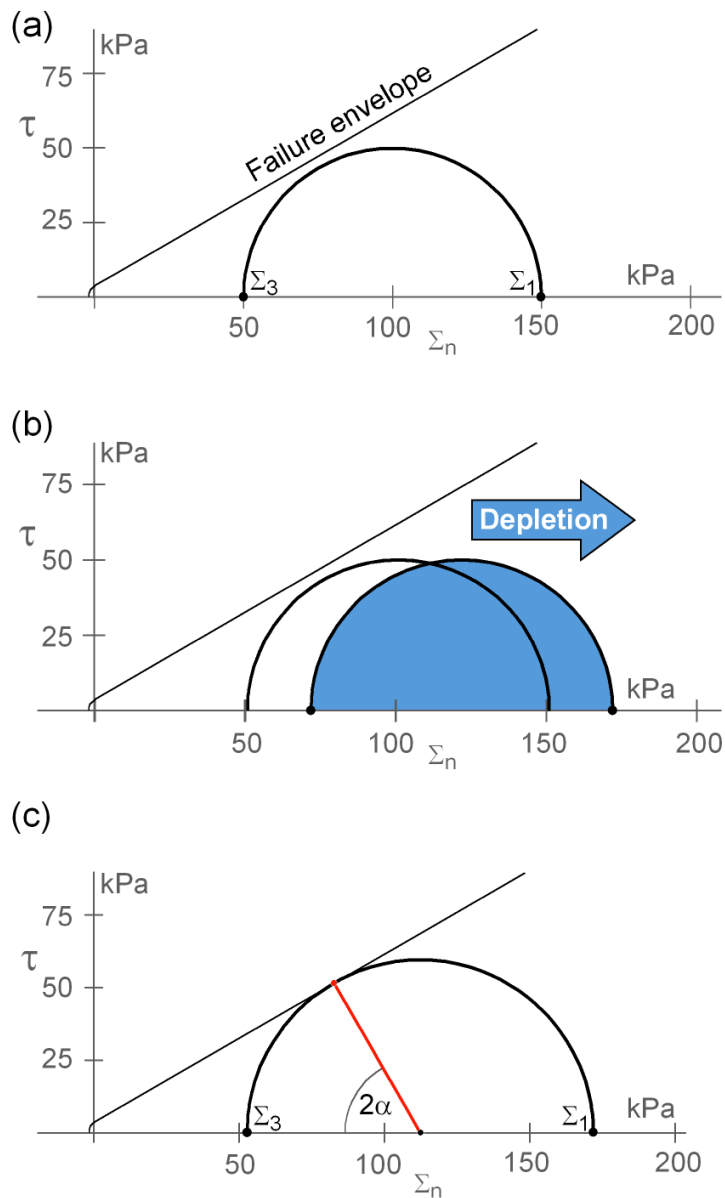 (a)
kPa
75
τ
50
25
Failure envelope
Σ3
Σ1
kPa
50
100
150
200
Σn
(b)
kPa
75
τ
50
25
Depletion
kPa
50
100
150
200
Σn
(c)
kPa
75
τ
50
25
2α
Σ3
Σ1
kPa
50
100
150
200
Σn